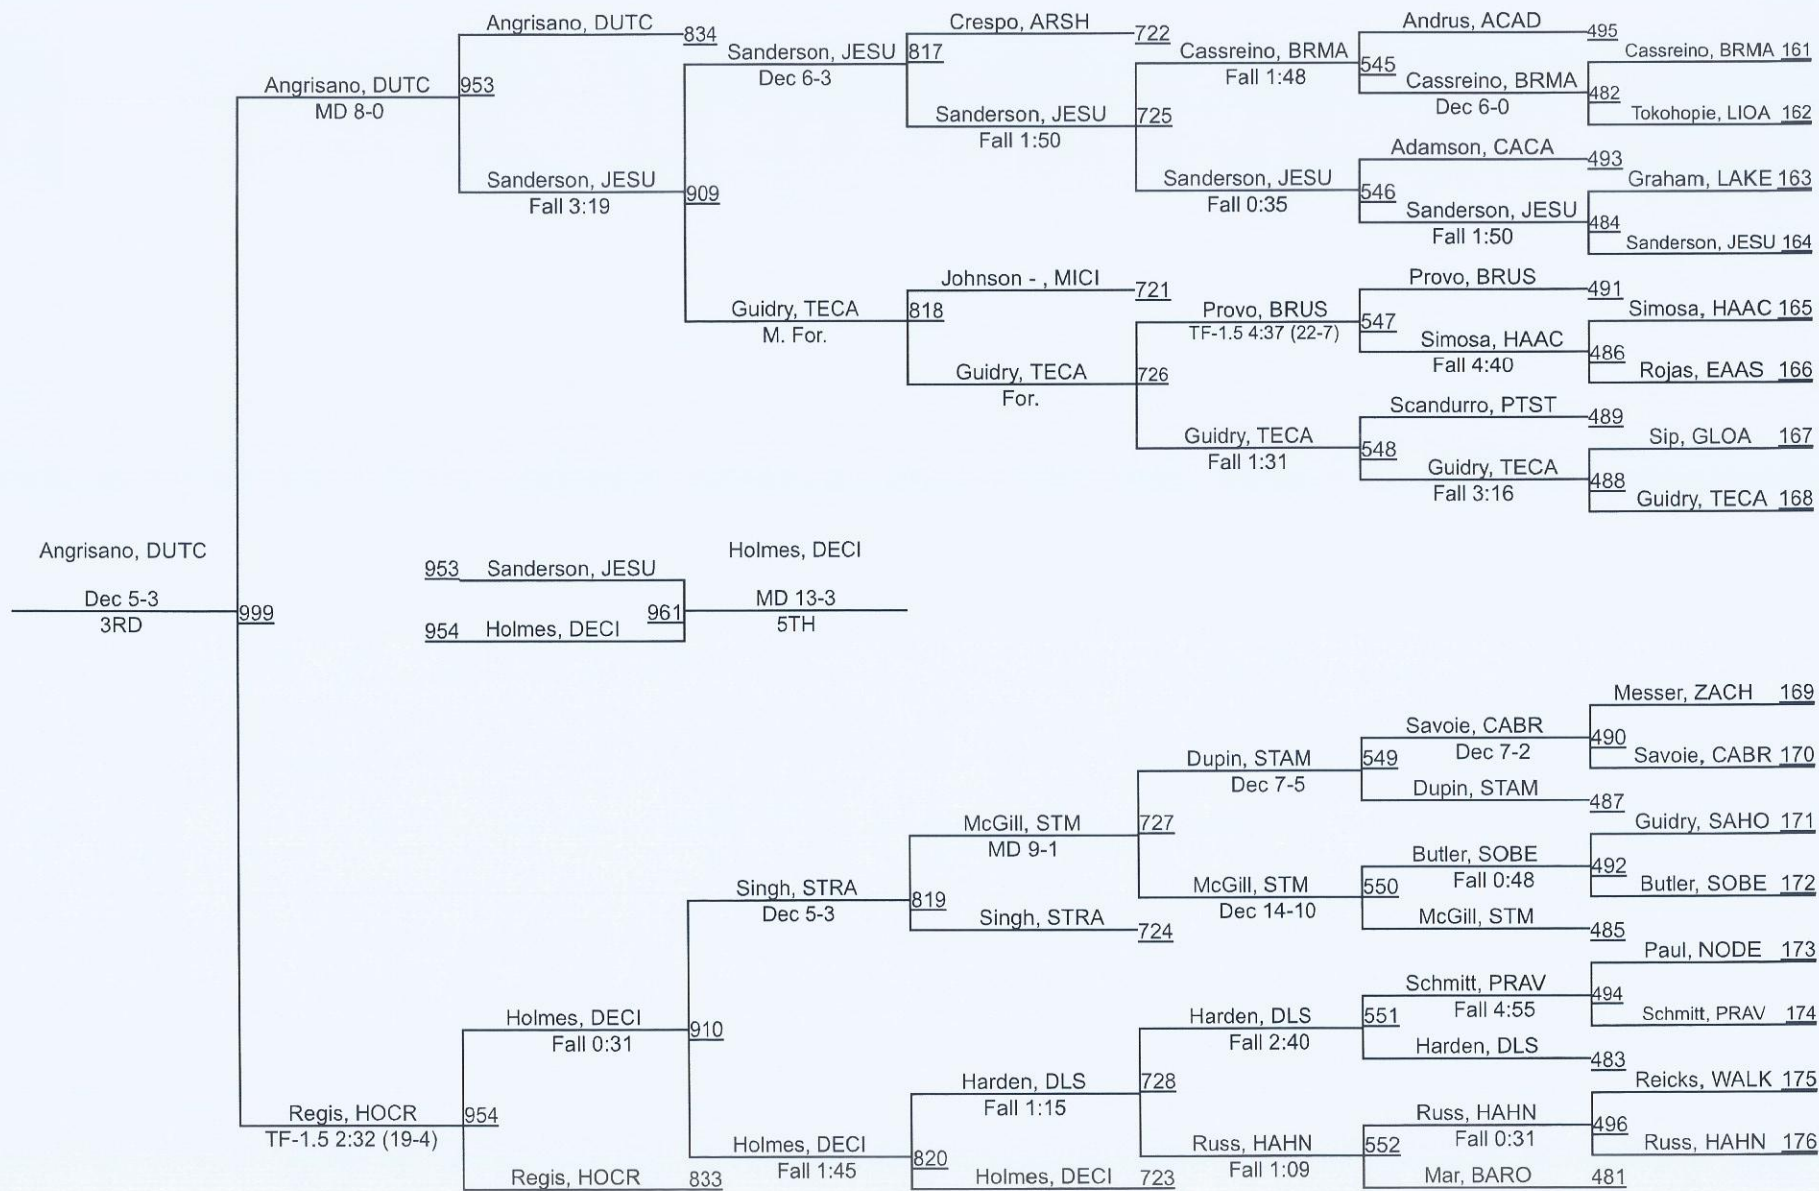 Angrisano, DUTC 834
Crespo, ARSH 722
Andrus, ACAD 495
Sanderson, JESU 817
Dec 6-3
Cassreino, BRMA 545
Fall 1:48
Cassreino, BRMA 161
Cassreino, BRMA 482
Dec 6-0
Angrisano, DUTC 953
MD 8-0
Tokohopie, LIOA 162
Sanderson, JESU 725
Fall 1:50
Adamson, CACA 493
Sanderson, JESU 909
Fall 3:19
Sanderson, JESU 546
Fall 0:35
Graham, LAKE 163
Sanderson, JESU 484
Fall 1:50
Sanderson, JESU 164
Johnson - , MICI 721
Provo, BRUS 491
Guidry, TECA 818
M. For.
Provo, BRUS 547
TF-1.5 4:37 (22-7)
Simosa, HAAC 165
Simosa, HAAC 486
Fall 4:40
Rojas, EAAS 166
Guidry, TECA 726
For.
Scandurro, PTST 489
Guidry, TECA 548
Fall 1:31
Sip, GLOA 167
Guidry, TECA 488
Fall 3:16
Guidry, TECA 168
Angrisano, DUTC
Dec 5-3
3RD
999
953 Sanderson, JESU
961
954 Holmes, DECI
Holmes, DECI
MD 13-3
5TH
Messer, ZACH 169
Savoie, CABR 490
Dec 7-2
Savoie, CABR 170
Dupin, STAM 549
Dec 7-5
Dupin, STAM 487
McGill, STM 727
MD 9-1
Guidry, SAHO 171
Butler, SOBE 492
Fall 0:48
Butler, SOBE 172
Singh, STRA 819
Dec 5-3
McGill, STM 550
Dec 14-10
McGill, STM 485
Singh, STRA 724
Paul, NODE 173
Schmitt, PRAV 494
Fall 4:55
Schmitt, PRAV 174
Holmes, DECI 910
Fall 0:31
Harden, DLS 551
Fall 2:40
Harden, DLS 483
Harden, DLS 728
Fall 1:15
Reicks, WALK 175
Regis, HOCR 954
TF-1.5 2:32 (19-4)
Russ, HAHN 496
Fall 0:31
Russ, HAHN 176
Holmes, DECI 820
Fall 1:45
Russ, HAHN 552
Fall 1:09
Regis, HOCR 833
Holmes, DECI 723
Mar, BARO 481